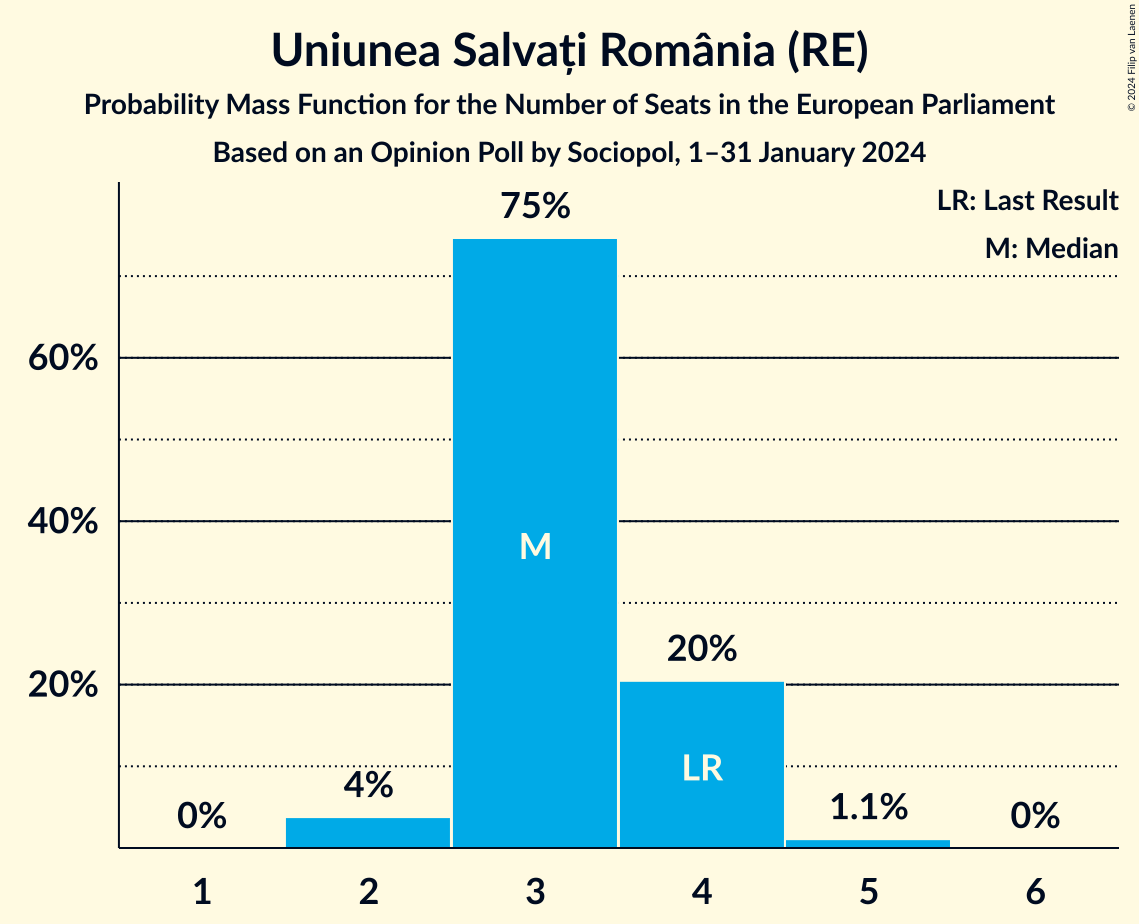 Uniunea Salvați România (RE)
Probability Mass Function for the Number of Seats in the European Parliament
Based on an Opinion Poll by Sociopol, 1–31 January 2024
© 2024 Filip van Laenen
LR: Last Result
M: Median
75%
60%
40%
20%
M
20%
LR
0%
4%
1.1%
0%
1
2
3
4
5
6